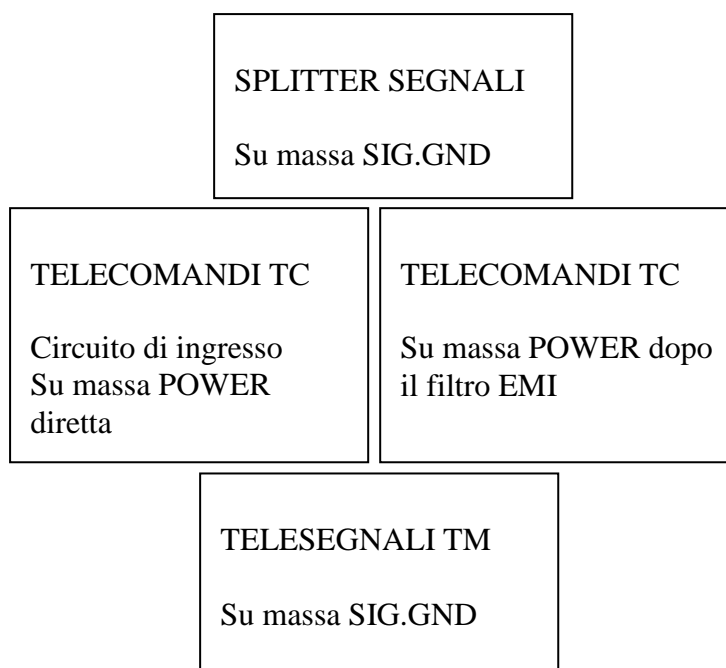 SPLITTER SEGNALI
Su massa SIG.GND
TELECOMANDI TC
Circuito di ingresso
Su massa POWER
diretta
TELECOMANDI TC
Su massa POWER dopo
il filtro EMI
TELESEGNALI TM
Su massa SIG.GND